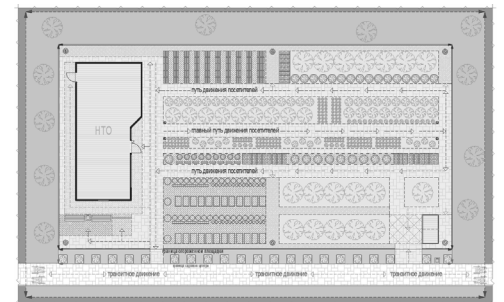 путь движения посетителей
НТО
главный путь движения посетителей
путь движения посетителей
транзитное движение
транзитное движение
транзитное движение